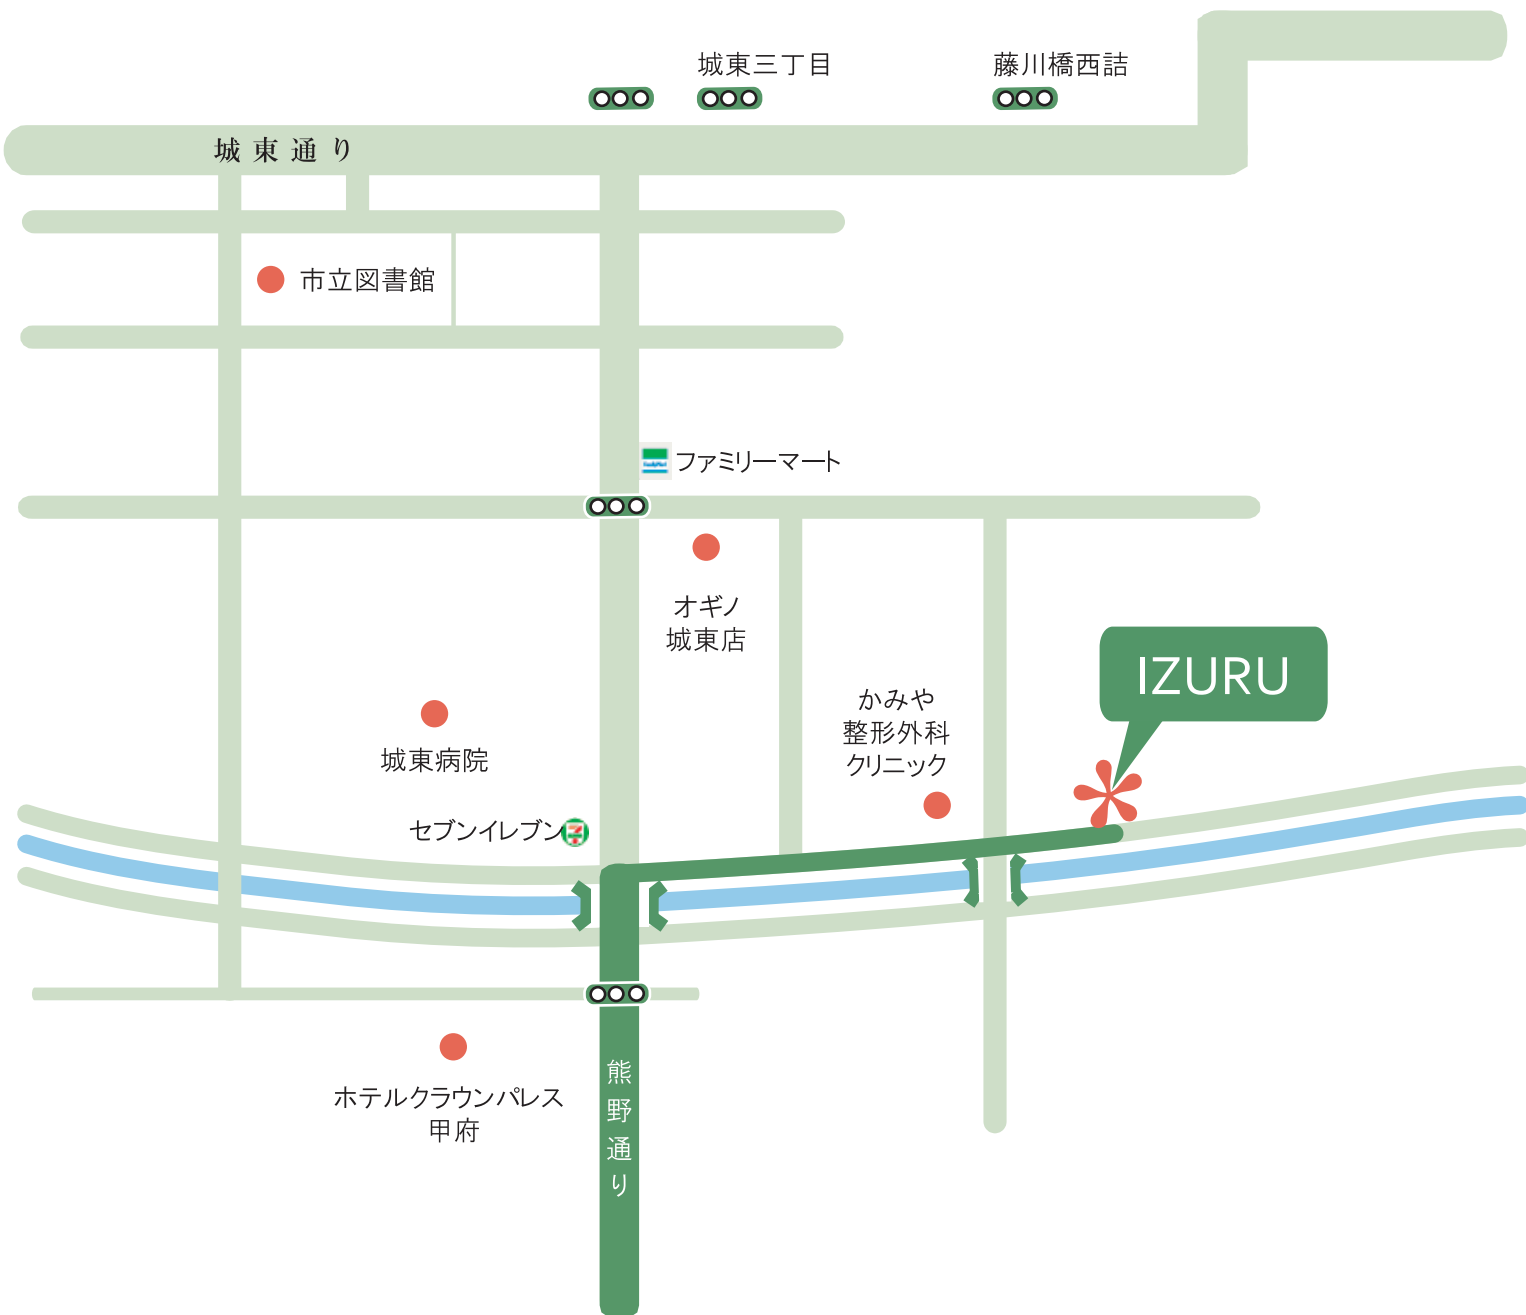 城東三丁目
藤川橋西詰
城東通り
市立図書館
ファミリーマート
オギノ
城東店
IZURU
かみや
整形外科
クリニック
城東病院
セブンイレブン
熊野通り
ホテルクラウンパレス
甲府